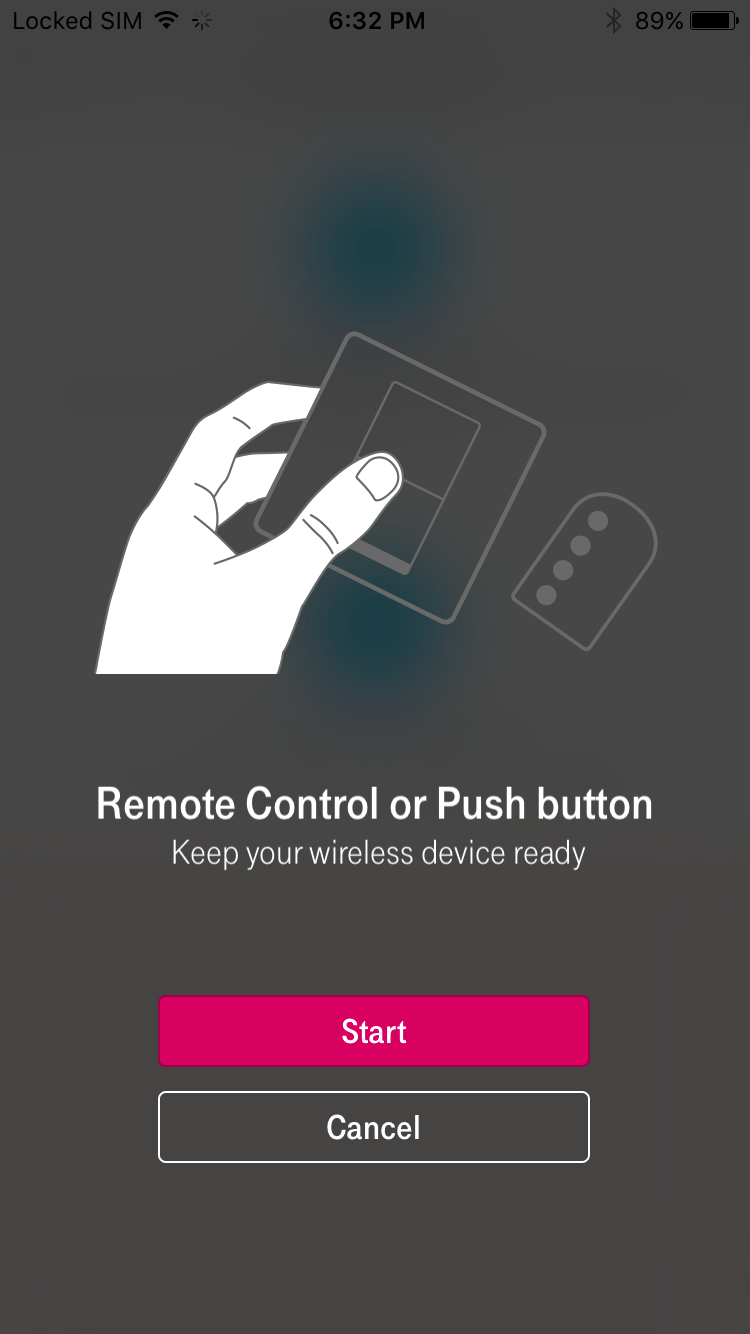 Locked SIM 6:32 PM 89%
Remote Control or Push button
Keep your wireless device ready
Start
Cancel